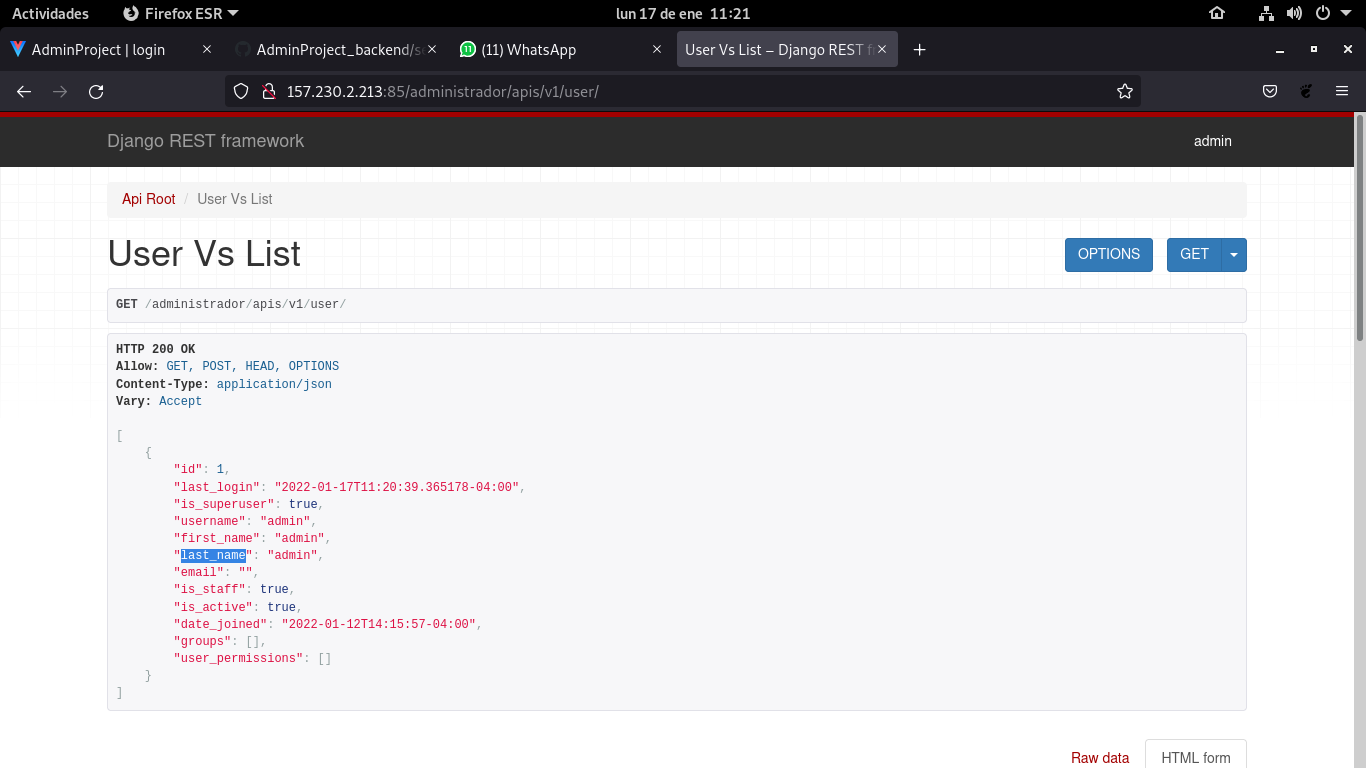 Actividades Firefox ESR lun 17 de ene 11:21
AdminProject | login AdminProject_backend/se (11) WhatsApp User Vs List – Django REST f
157.230.2.213:85/administrador/apis/v1/user/
Django REST framework admin
Api Root / User Vs List
User Vs List OPTIONS GET
GET /administrador/apis/v1/user/
HTTP 200 OK
Allow: GET, POST, HEAD, OPTIONS
Content-Type: application/json
Vary: Accept
[
{
"id": 1,
"last_login": "2022-01-17T11:20:39.365178-04:00",
"is_superuser": true,
"username": "admin",
"first_name": "admin",
"last_name": "admin",
"email": "",
"is_staff": true,
"is_active": true,
"date_joined": "2022-01-12T14:15:57-04:00",
"groups": [],
"user_permissions": []
}
]
Raw data HTML form